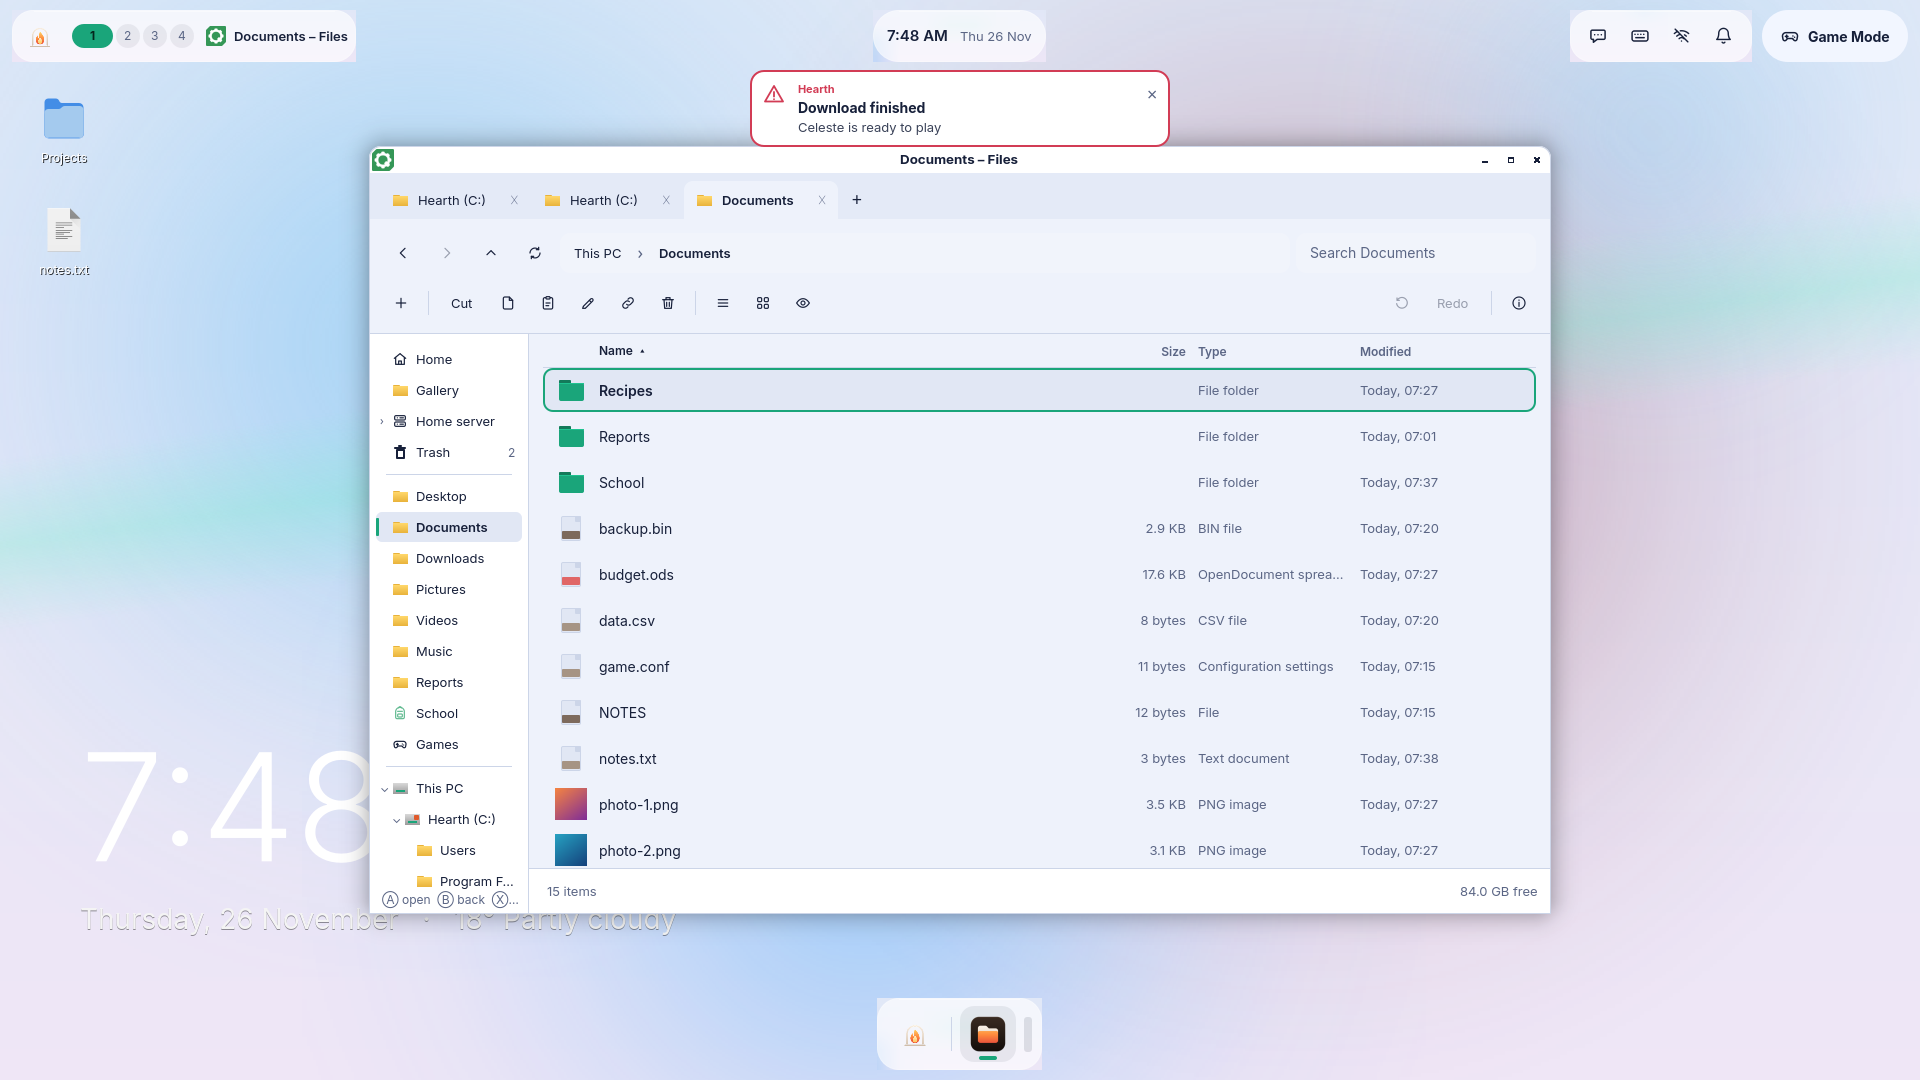 1 2 3 4 Documents – Files
7:48 AM Thu 26 Nov
Game Mode
Projects
notes.txt
Hearth
Download finished
Celeste is ready to play
Documents – Files
Hearth (C:) X Hearth (C:) X Documents X +
This PC › Documents
Search Documents
Cut
Redo
Home
Gallery
Home server
Trash 2
Desktop
Documents
Downloads
Pictures
Videos
Music
Reports
School
Games
This PC
Hearth (C:)
Users
Program F...
A open B back X...
Name Size Type Modified
Recipes File folder Today, 07:27
Reports File folder Today, 07:01
School File folder Today, 07:37
backup.bin 2.9 KB BIN file Today, 07:20
budget.ods 17.6 KB OpenDocument sprea... Today, 07:27
data.csv 8 bytes CSV file Today, 07:20
game.conf 11 bytes Configuration settings Today, 07:15
NOTES 12 bytes File Today, 07:15
notes.txt 3 bytes Text document Today, 07:38
photo-1.png 3.5 KB PNG image Today, 07:27
photo-2.png 3.1 KB PNG image Today, 07:27
15 items 84.0 GB free
7:48
Thursday, 26 November · 18° Partly cloudy